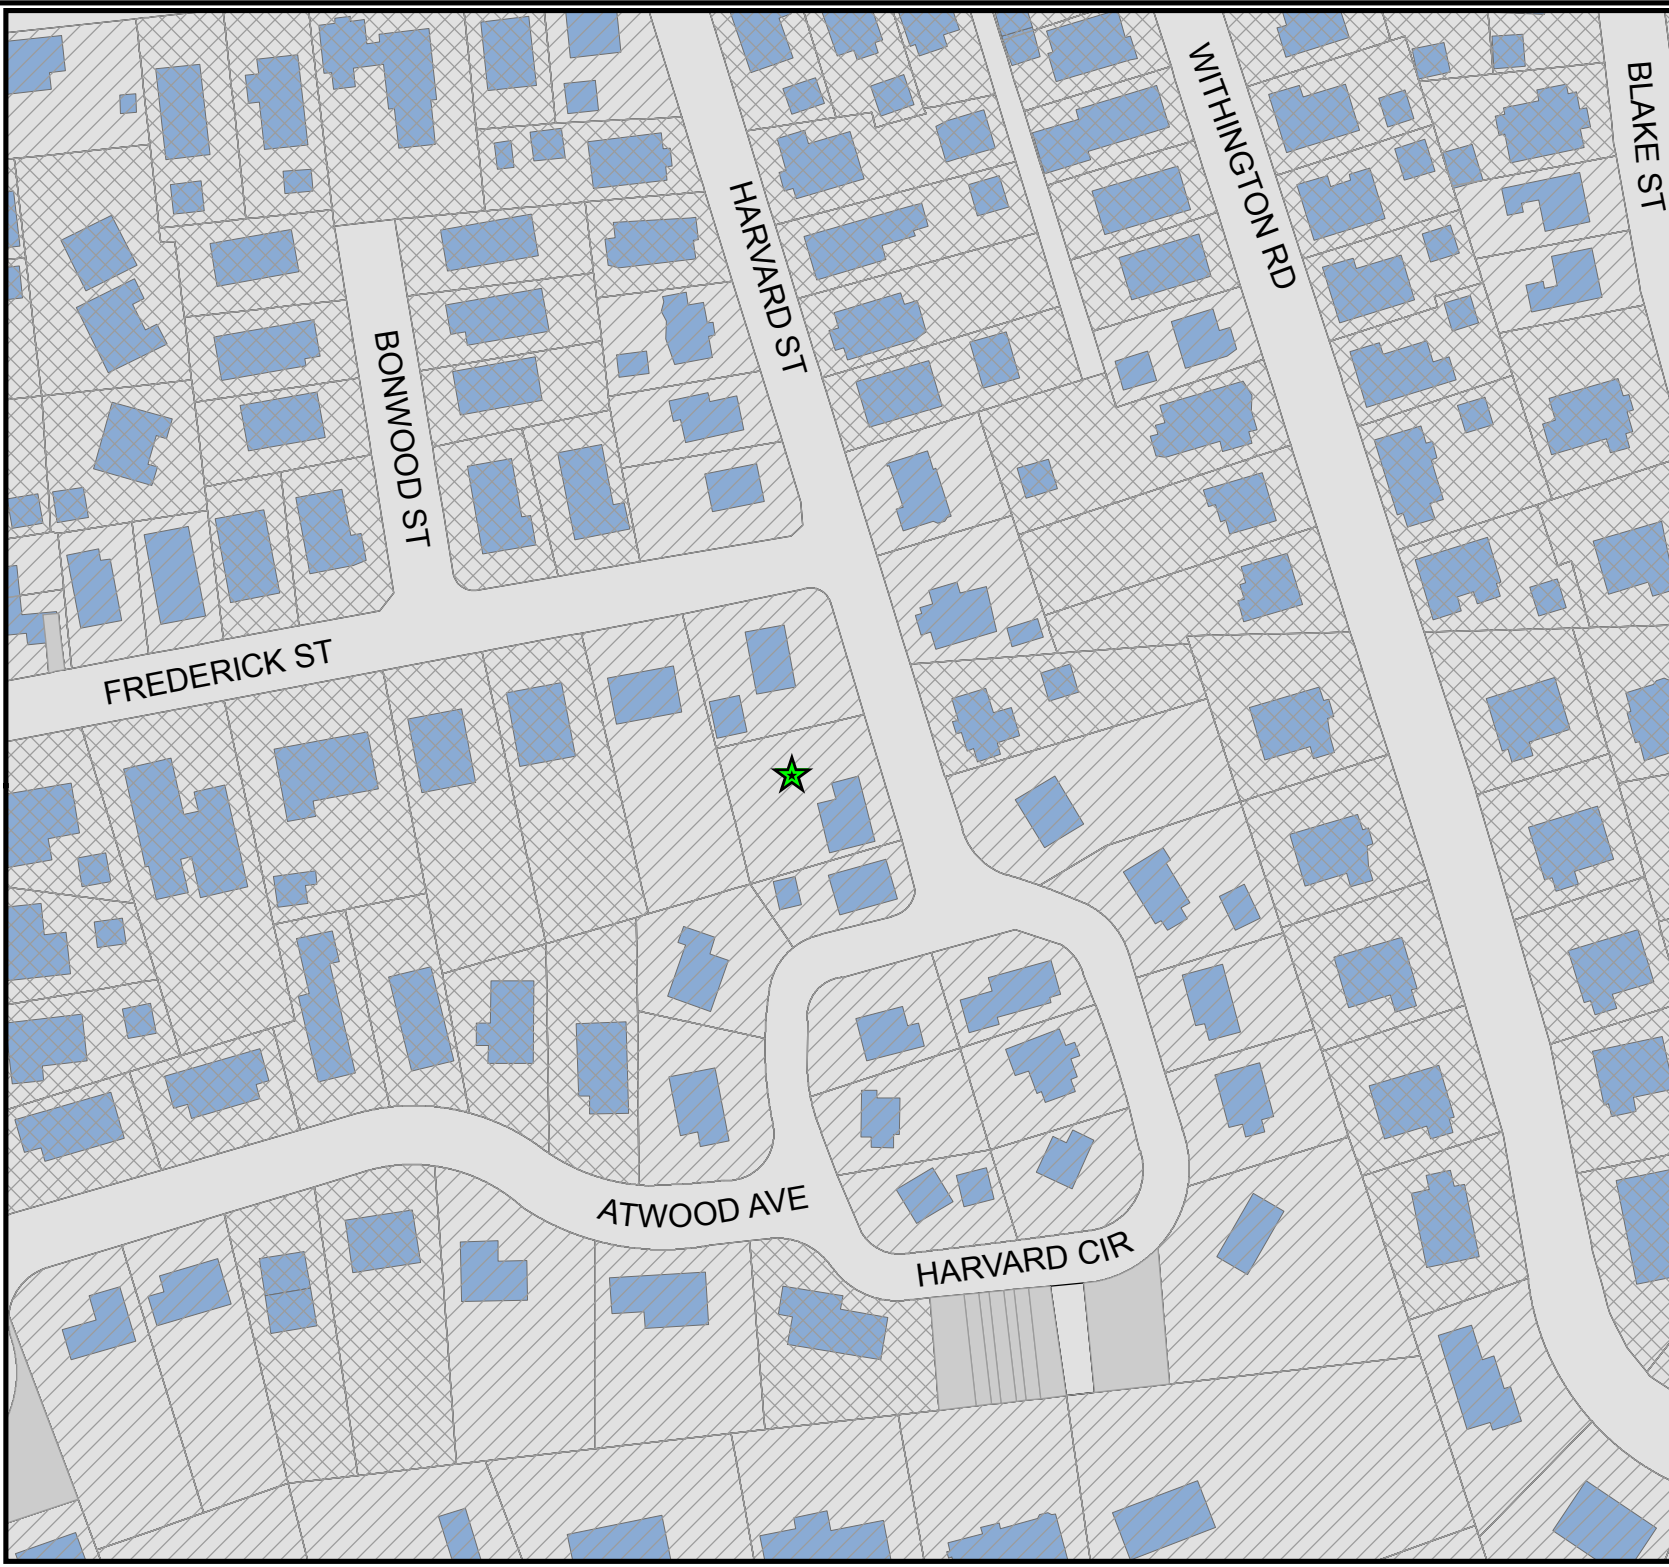 WITHINGTON RD
BLAKE ST
HARVARD ST
BONWOOD ST
FREDERICK ST
ATWOOD AVE
HARVARD CIR